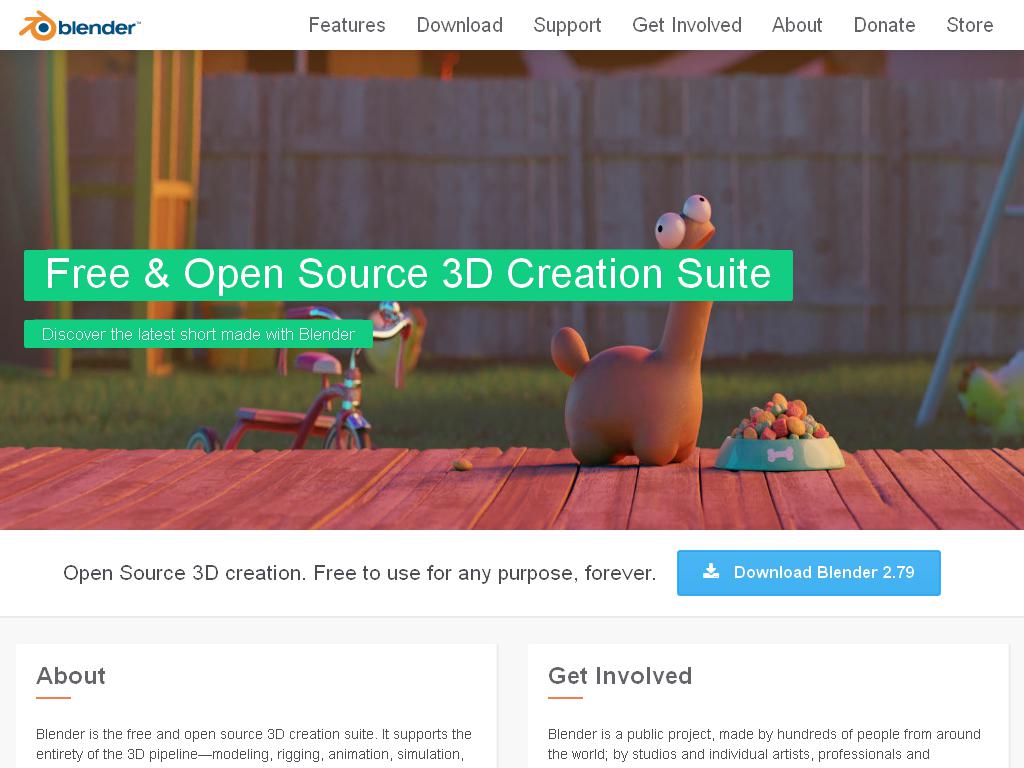 blender™
Features Download Support Get Involved About Donate Store
Free & Open Source 3D Creation Suite
Discover the latest short made with Blender
Open Source 3D creation. Free to use for any purpose, forever.
Download Blender 2.79
About
Blender is the free and open source 3D creation suite. It supports the
entirety of the 3D pipeline—modeling, rigging, animation, simulation,
Get Involved
Blender is a public project, made by hundreds of people from around
the world; by studios and individual artists, professionals and